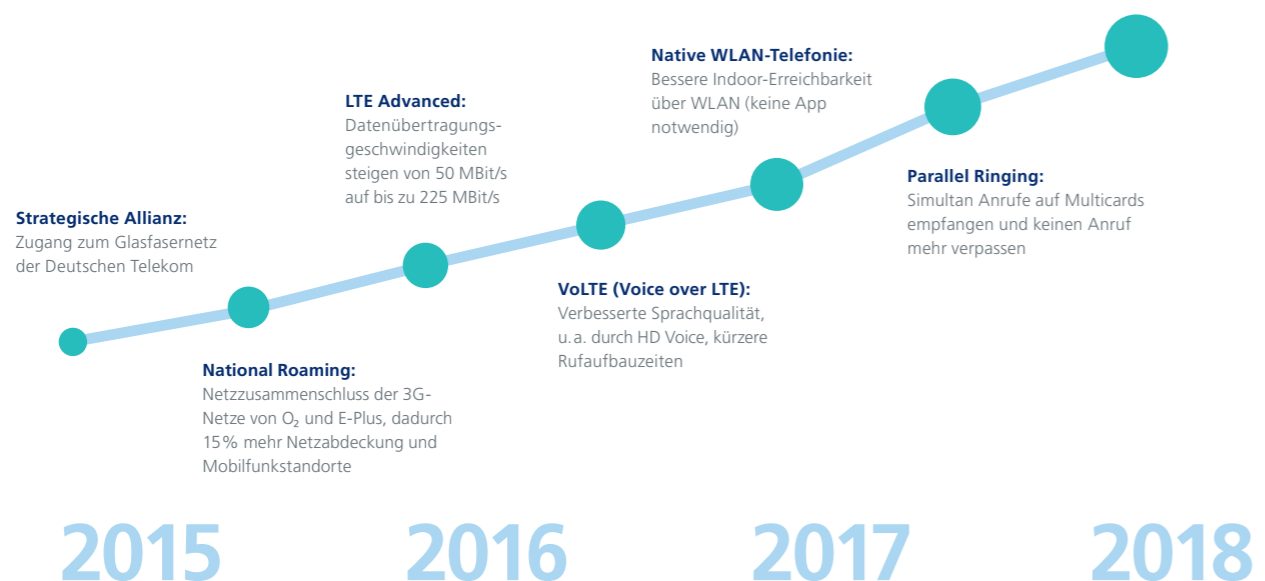 Strategische Allianz:
Zugang zum Glasfasernetz
der Deutschen Telekom
National Roaming:
Netzzusammenschluss der 3G-
Netze von O₂ und E-Plus, dadurch
15% mehr Netzabdeckung und
Mobilfunkstandorte
LTE Advanced:
Datenübertragungs-
geschwindigkeiten
steigen von 50 MBit/s
auf bis zu 225 MBit/s
VoLTE (Voice over LTE):
Verbesserte Sprachqualität,
u. a. durch HD Voice, kürzere
Rufaufbauzeiten
Native WLAN-Telefonie:
Bessere Indoor-Erreichbarkeit
über WLAN (keine App
notwendig)
Parallel Ringing:
Simultan Anrufe auf Multicards
empfangen und keinen Anruf
mehr verpassen
2015 2016 2017 2018